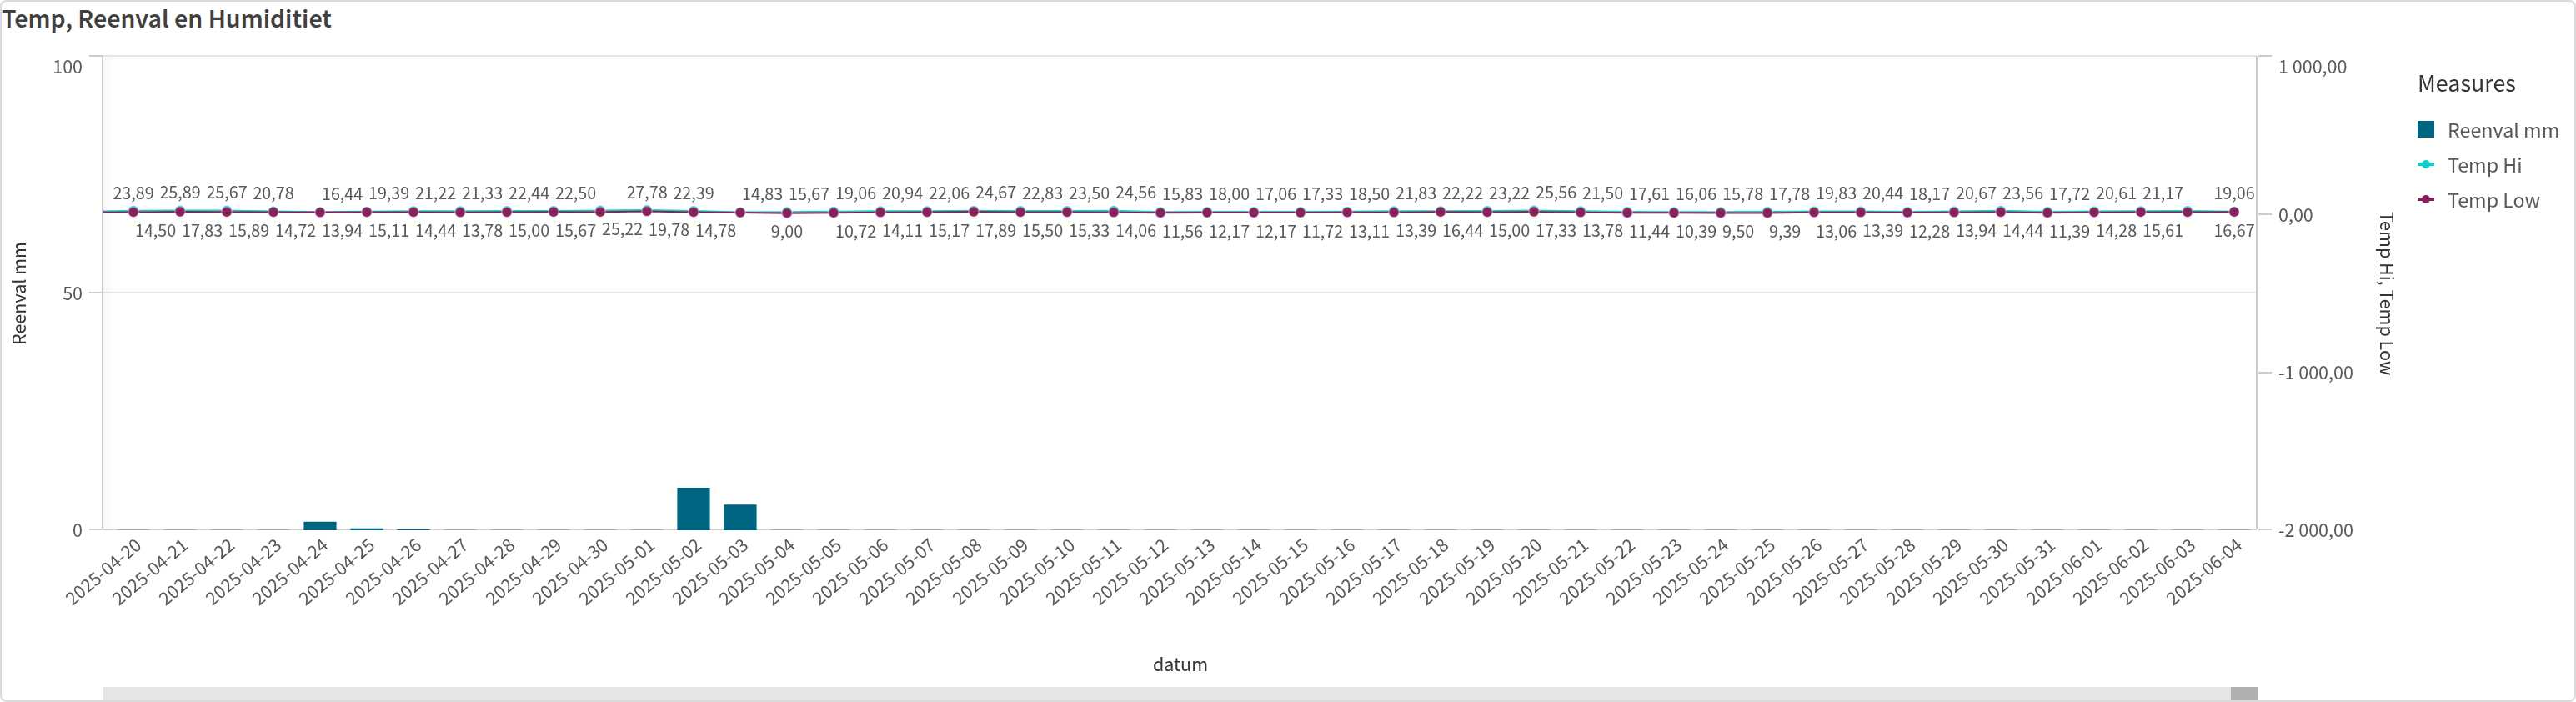 Temp, Reenval en Humiditiet
100
50
0
Reenval mm
23,89 25,89 25,67 20,78 16,44 19,39 21,22 21,33 22,44 22,50 27,78 22,39 14,83 15,67 19,06 20,94 22,06 24,67 22,83 23,50 24,56 15,83 18,00 17,06 17,33 18,50 21,83 22,22 23,22 25,56 21,50 17,61 16,06 15,78 17,78 19,83 20,44 18,17 20,67 23,56 17,72 20,61 21,17 19,06
14,50 17,83 15,89 14,72 13,94 15,11 14,44 13,78 15,00 15,67 25,22 19,78 14,78 9,00 10,72 14,11 15,17 17,89 15,50 15,33 14,06 11,56 12,17 12,17 11,72 13,11 13,39 16,44 15,00 17,33 13,78 11,44 10,39 9,50 9,39 13,06 13,39 12,28 13,94 14,44 11,39 14,28 15,61 16,67
2025-04-20 2025-04-21 2025-04-22 2025-04-23 2025-04-24 2025-04-25 2025-04-26 2025-04-27 2025-04-28 2025-04-29 2025-04-30 2025-05-01 2025-05-02 2025-05-03 2025-05-04 2025-05-05 2025-05-06 2025-05-07 2025-05-08 2025-05-09 2025-05-10 2025-05-11 2025-05-12 2025-05-13 2025-05-14 2025-05-15 2025-05-16 2025-05-17 2025-05-18 2025-05-19 2025-05-20 2025-05-21 2025-05-22 2025-05-23 2025-05-24 2025-05-25 2025-05-26 2025-05-27 2025-05-28 2025-05-29 2025-05-30 2025-05-31 2025-06-01 2025-06-02 2025-06-03 2025-06-04
datum
1 000,00
0,00
-1 000,00
-2 000,00
Temp Hi, Temp Low
Measures
Reenval mm
Temp Hi
Temp Low